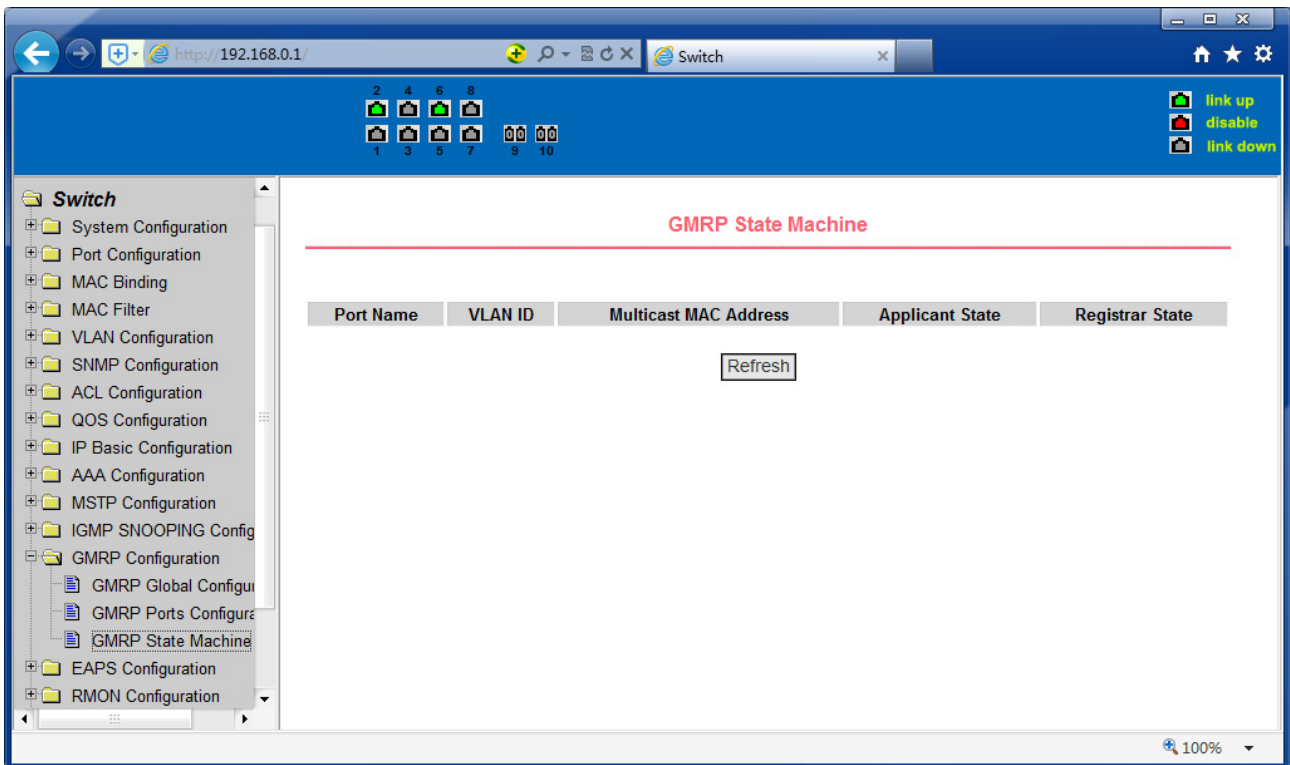 http://192.168.0.1/
Switch
2 4 6 8
1 3 5 7 9 10
link up
disable
link down
Switch
System Configuration
Port Configuration
MAC Binding
MAC Filter
VLAN Configuration
SNMP Configuration
ACL Configuration
QOS Configuration
IP Basic Configuration
AAA Configuration
MSTP Configuration
IGMP SNOOPING Config
GMRP Configuration
GMRP Global Configu
GMRP Ports Configura
GMRP State Machine
EAPS Configuration
RMON Configuration
GMRP State Machine
Port Name VLAN ID Multicast MAC Address Applicant State Registrar State
Refresh
100%